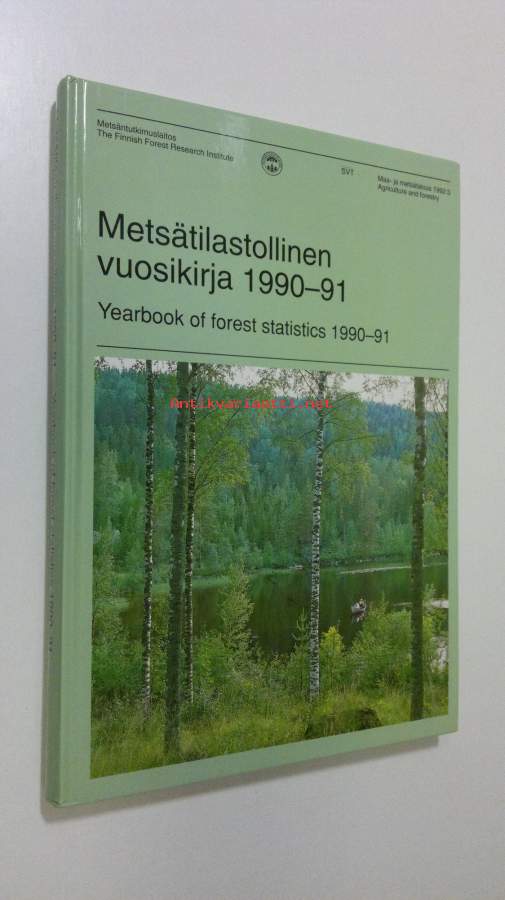 Metsäntutkimuslaitos
The Finnish Forest Research Institute
SVT
Maa- ja metsätalous 1992:3
Agriculture and forestry
Metsätilastollinen
vuosikirja 1990–91
Yearbook of forest statistics 1990–91
Antikvariaatti.net